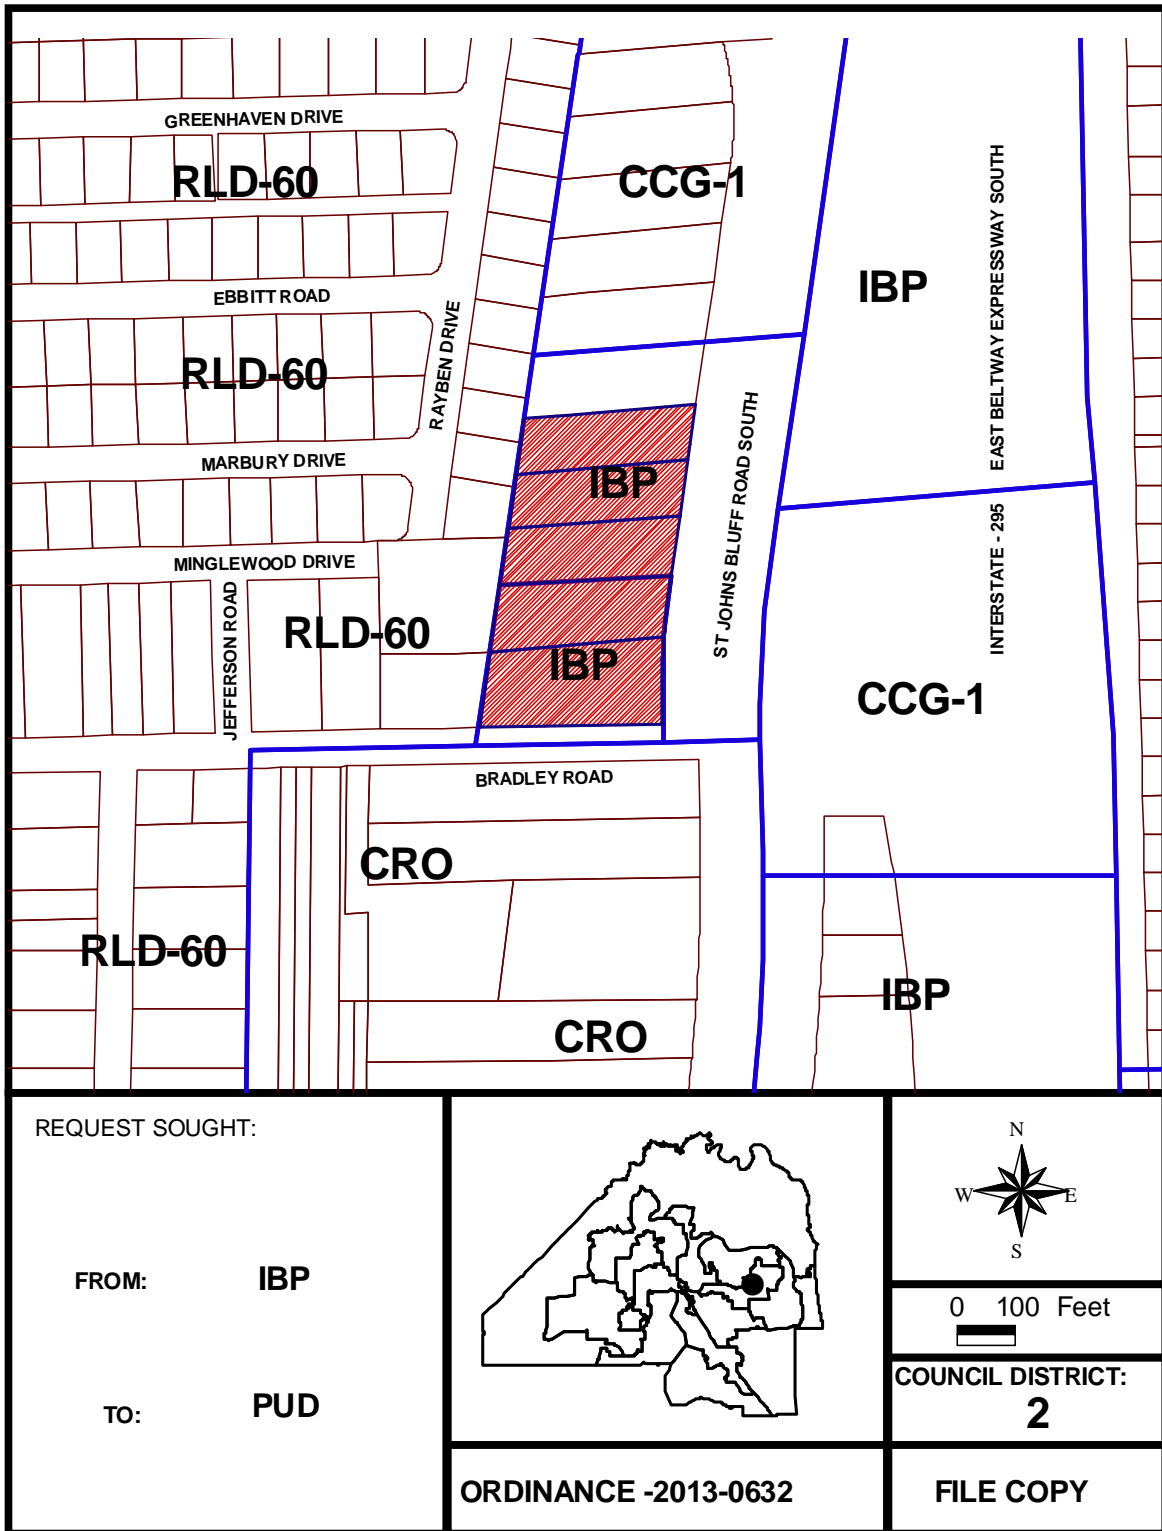 GREENHAVEN DRIVE
RLD-60
CCG-1
EAST BELTWAY EXPRESSWAY SOUTH
IBP
EBBITT ROAD
RAYBEN DRIVE
RLD-60
ST JOHNS BLUFF ROAD SOUTH
MARBURY DRIVE
IBP
INTERSTATE - 295
MINGLEWOOD DRIVE
JEFFERSON ROAD
RLD-60
IBP
CCG-1
BRADLEY ROAD
CRO
RLD-60
IBP
CRO
REQUEST SOUGHT:
FROM: IBP
TO: PUD
N
W E
S
0 100 Feet
COUNCIL DISTRICT:
2
ORDINANCE -2013-0632
FILE COPY